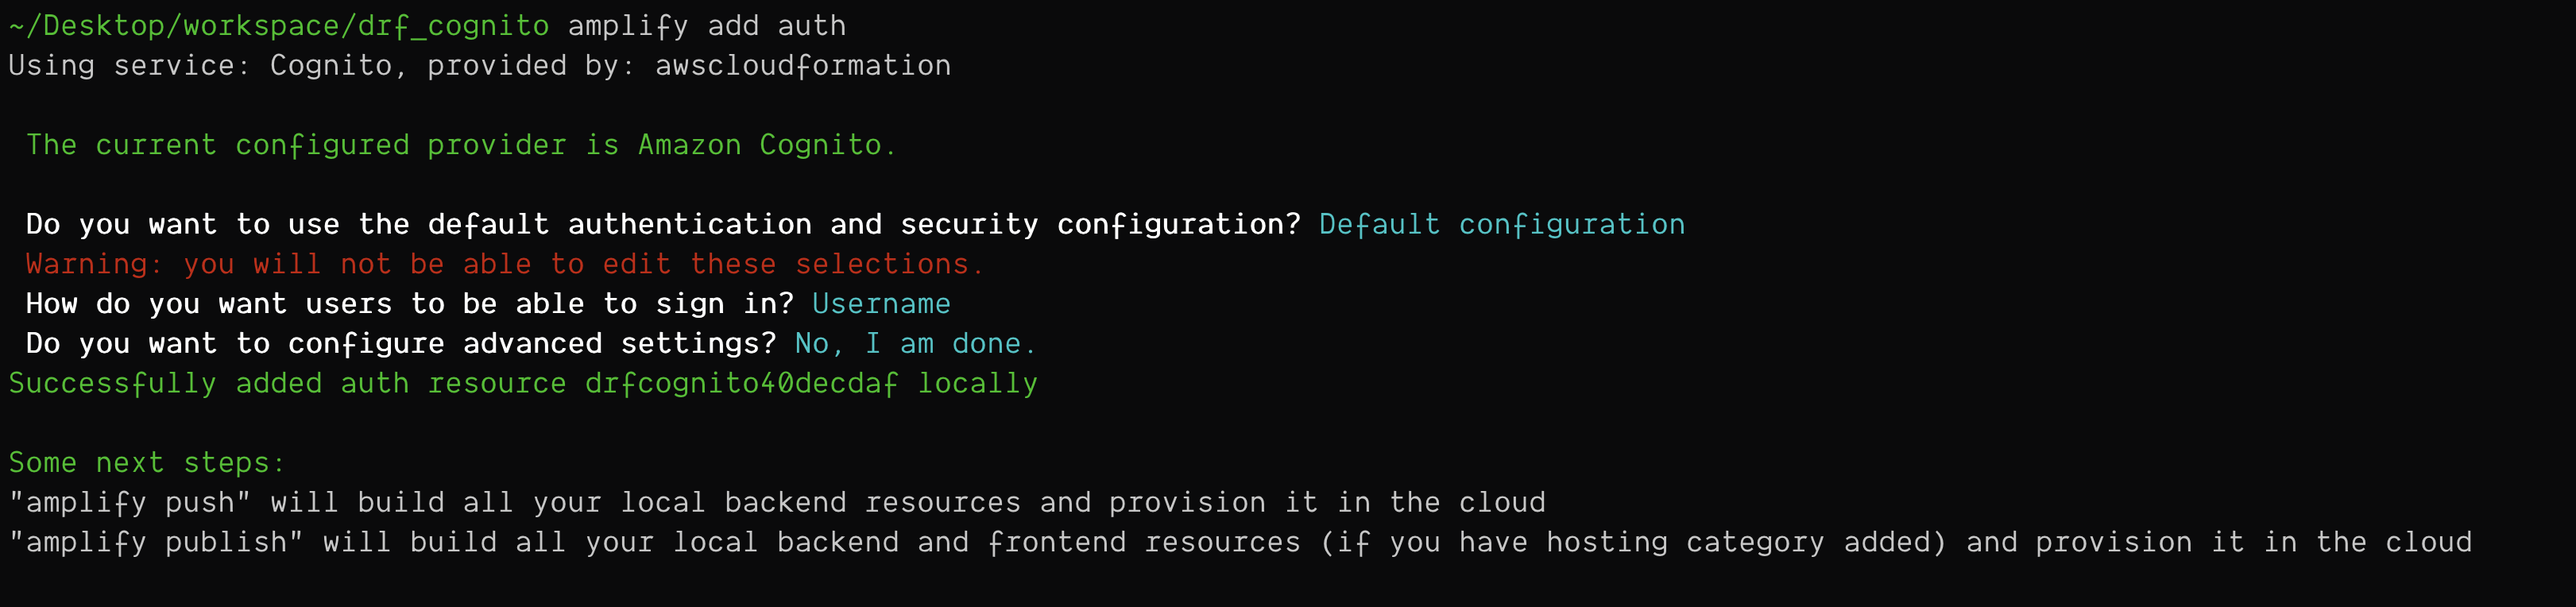 ~/Desktop/workspace/drf_cognito amplify add auth
Using service: Cognito, provided by: awscloudformation
The current configured provider is Amazon Cognito.
Do you want to use the default authentication and security configuration? Default configuration
Warning: you will not be able to edit these selections.
How do you want users to be able to sign in? Username
Do you want to configure advanced settings? No, I am done.
Successfully added auth resource drfcognito40decdaf locally
Some next steps:
"amplify push" will build all your local backend resources and provision it in the cloud
"amplify publish" will build all your local backend and frontend resources (if you have hosting category added) and provision it in the cloud